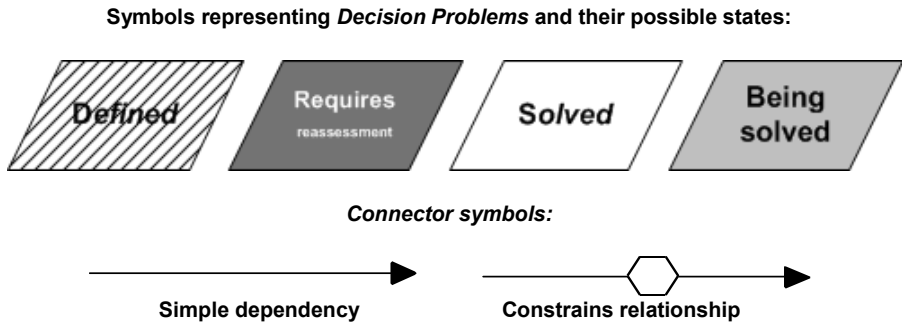 Symbols representing Decision Problems and their possible states:
Defined
Requires
reassessment
Solved
Being
solved
Connector symbols:
Simple dependency
Constrains relationship